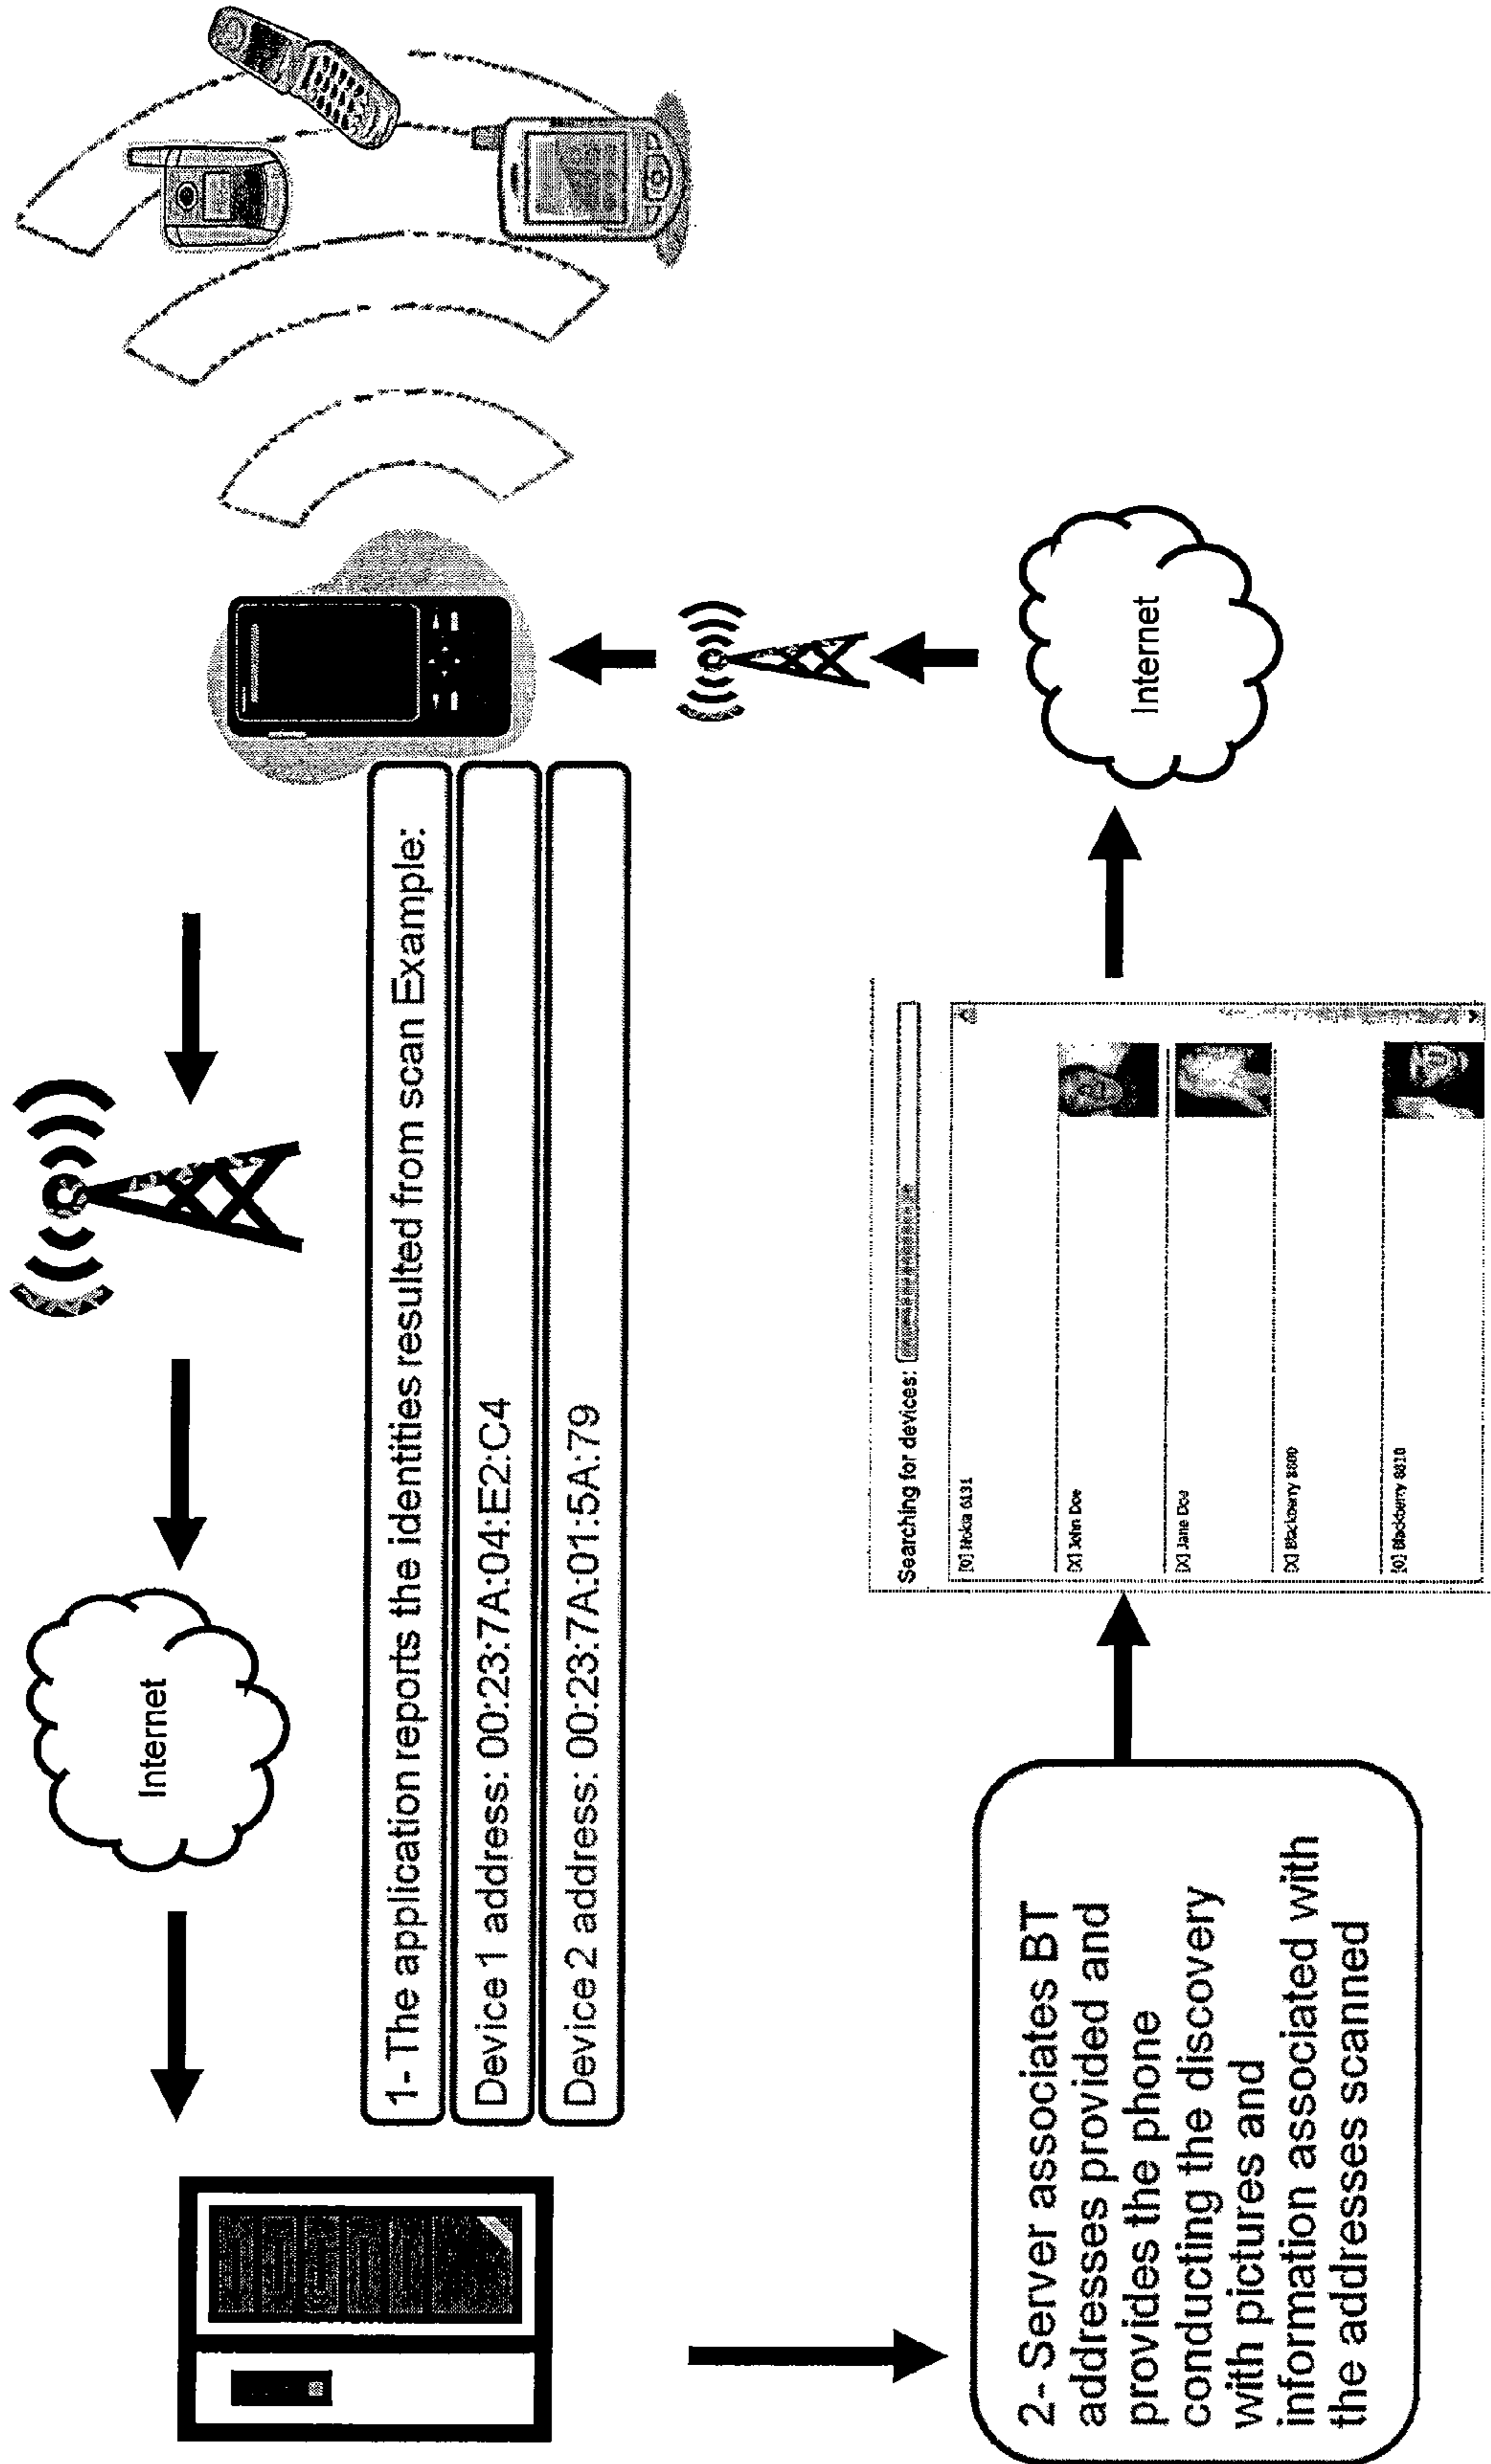 Internet
1- The application reports the identities resulted from scan Example:
Device 1 address: 00:23:7A:04:E2:C4
Device 2 address: 00:23:7A:01:5A:79
2- Server associates BT
addresses provided and
provides the phone
conducting the discovery
with pictures and
information associated with
the addresses scanned
Searching for devices:
[0] Nokia 6131
[X] John Doe
[X] Jane Doe
[X] Blackberry 8800
[0] Blackberry 8810
Internet